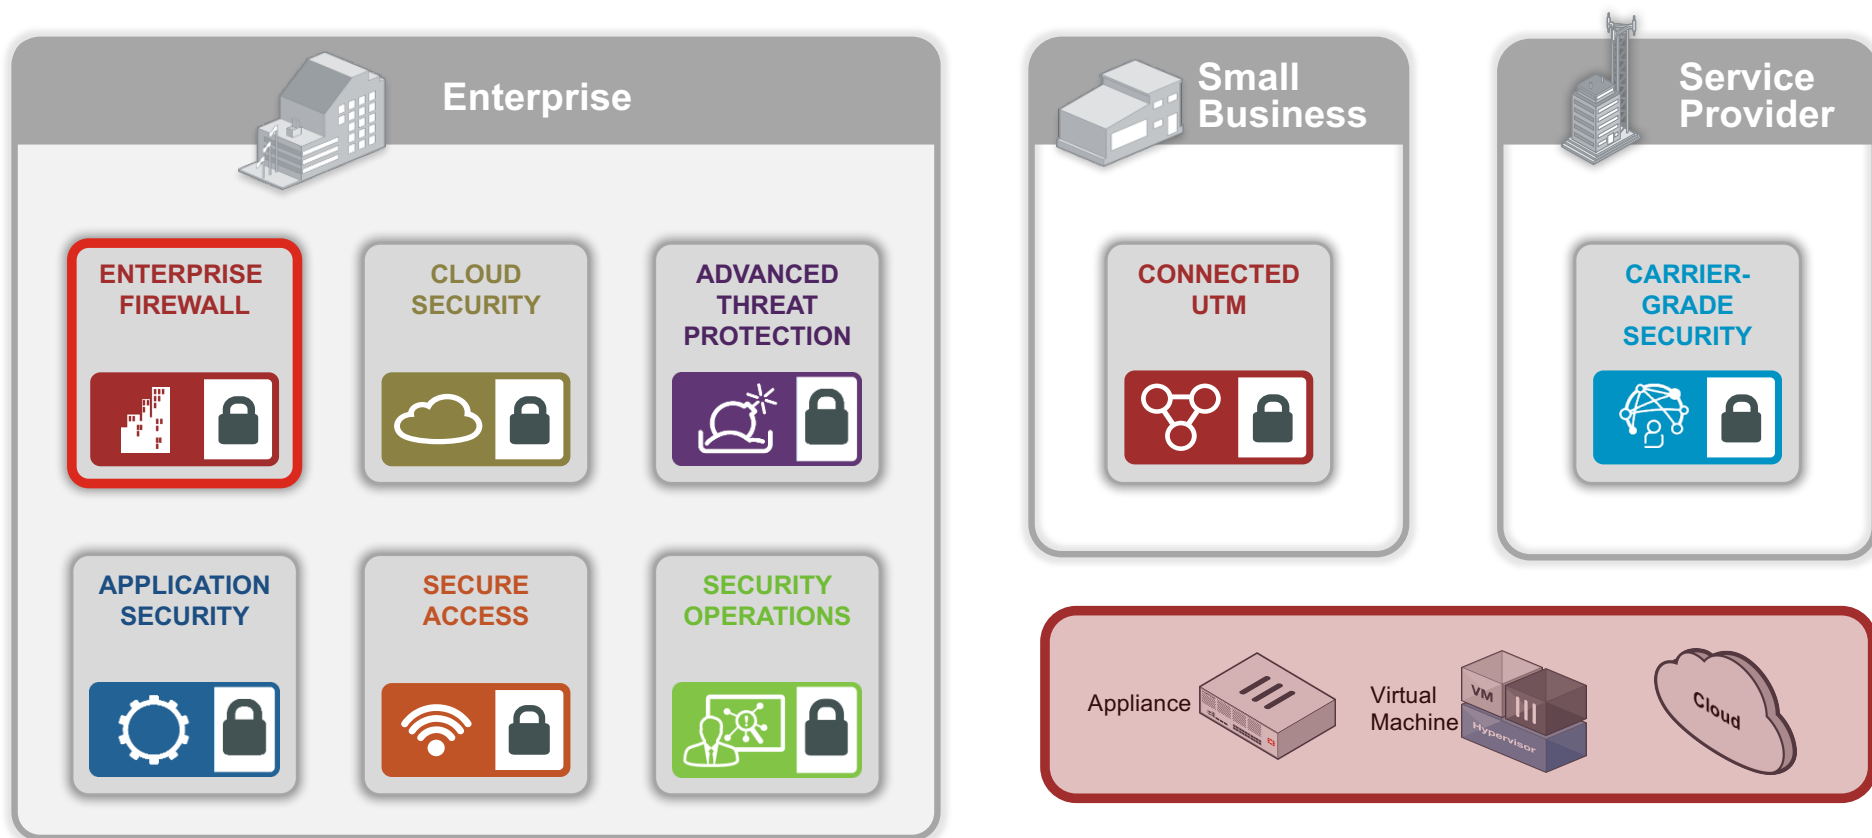 Enterprise
ENTERPRISE
FIREWALL
CLOUD
SECURITY
ADVANCED
THREAT
PROTECTION
APPLICATION
SECURITY
SECURE
ACCESS
SECURITY
OPERATIONS
Small
Business
CONNECTED
UTM
Service
Provider
CARRIER-
GRADE
SECURITY
Appliance
Virtual
Machine
VM
Hypervisor
Cloud